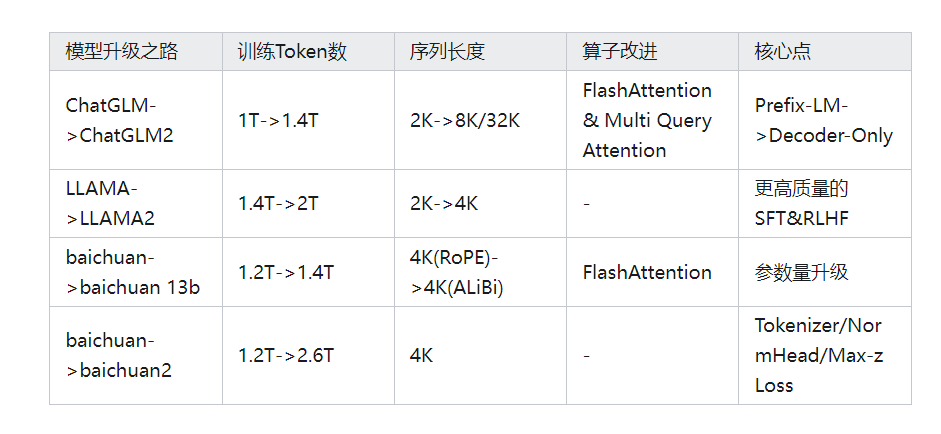 模型升级之路 训练Token数 序列长度 算子改进 核心点
ChatGLM-
>ChatGLM2
1T->1.4T
2K->8K/32K
FlashAttention
& Multi Query
Attention
Prefix-LM-
>Decoder-Only
LLAMA-
>LLAMA2
1.4T->2T
2K->4K
-
更高质量的
SFT&RLHF
baichuan-
>baichuan 13b
1.2T->1.4T
4K(RoPE)-
>4K(ALiBi)
FlashAttention
参数量升级
baichuan-
>baichuan2
1.2T->2.6T
4K
-
Tokenizer/Nor
mHead/Max-z
Loss